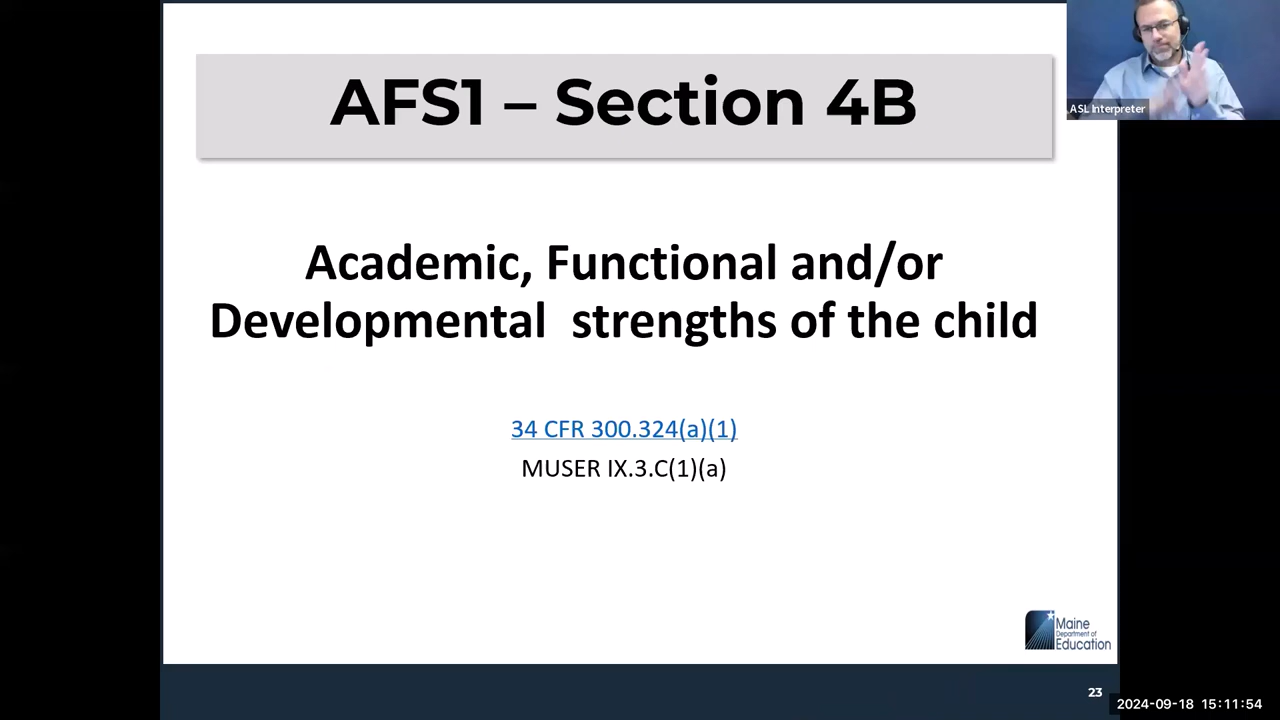 AFS1 – Section 4B
ASL Interpreter
Academic, Functional and/or
Developmental  strengths of the child
34 CFR 300.324(a)(1)
MUSER IX.3.C(1)(a)
Maine
Department of
Education
23
2024-09-18 15:11:54